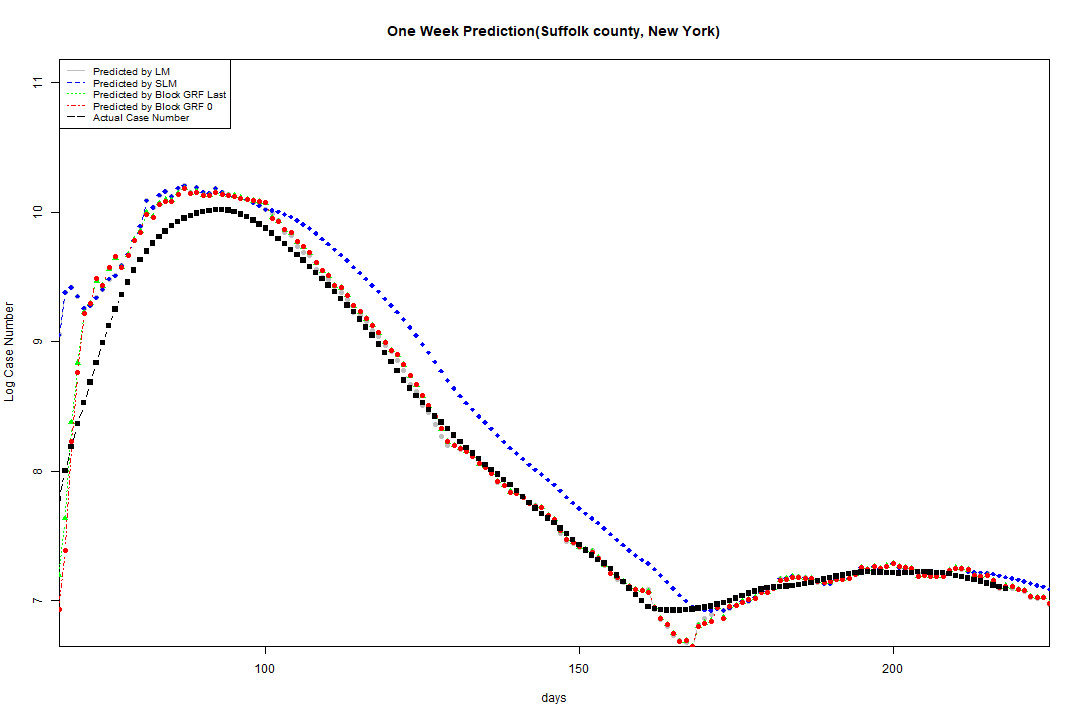 One Week Prediction(Suffolk county, New York)
Predicted by LM
Predicted by SLM
Predicted by Block GRF Last
Predicted by Block GRF 0
Actual Case Number
11
10
9
8
7
Log Case Number
100
150
200
days